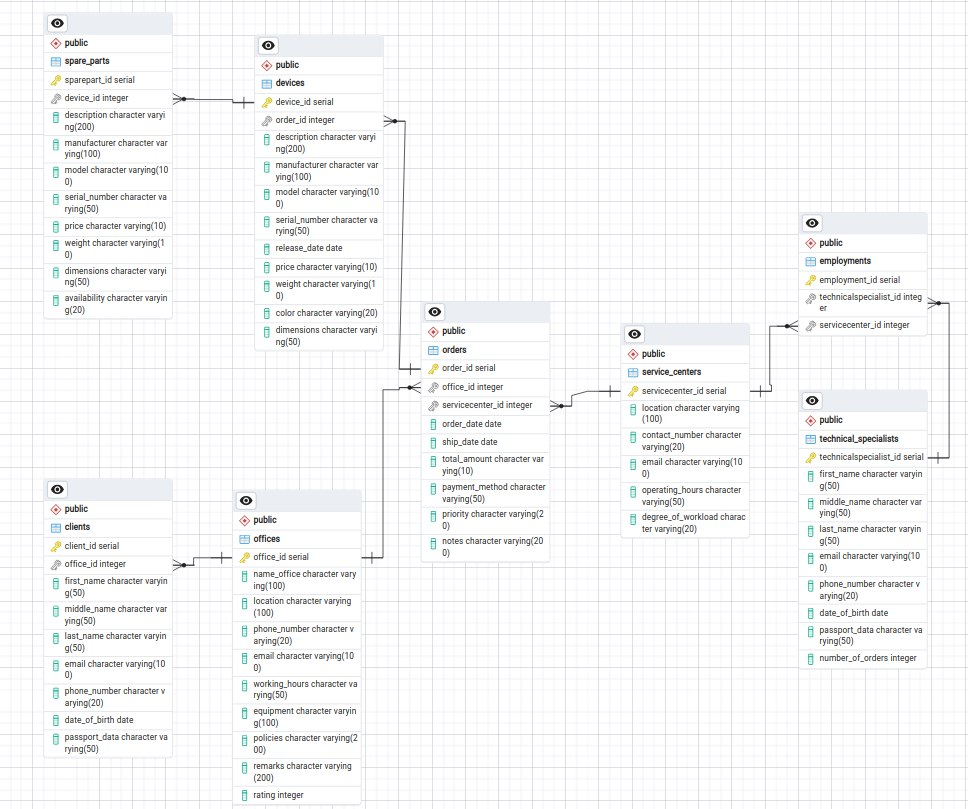 public
spare_parts
sparepart_id serial
device_id integer
description character varyi
ng(200)
manufacturer character var
ying(100)
model character varying(10
0)
serial_number character va
rying(50)
price character varying(10)
weight character varying(1
0)
dimensions character varyi
ng(50)
availability character varyin
g(20)
public
devices
device_id serial
order_id integer
description character varyi
ng(200)
manufacturer character var
ying(100)
model character varying(10
0)
serial_number character va
rying(50)
release_date date
price character varying(10)
weight character varying(1
0)
color character varying(20)
dimensions character varyi
ng(50)
public
orders
order_id serial
office_id integer
servicecenter_id integer
order_date date
ship_date date
total_amount character var
ying(10)
payment_method character
varying(50)
priority character varying(2
0)
notes character varying(20
0)
public
service_centers
servicecenter_id serial
location character varying
(100)
contact_number character
varying(20)
email character varying(10
0)
operating_hours character
varying(50)
degree_of_workload charac
ter varying(20)
public
employments
employment_id serial
technicalspecialist_id integ
er
servicecenter_id integer
public
technical_specialists
technicalspecialist_id serial
first_name character varyin
g(50)
middle_name character var
ying(50)
last_name character varyin
g(50)
email character varying(10
0)
phone_number character v
arying(20)
date_of_birth date
passport_data character va
rying(50)
number_of_orders integer
public
clients
client_id serial
office_id integer
first_name character varyin
g(50)
middle_name character var
ying(50)
last_name character varyin
g(50)
email character varying(10
0)
phone_number character v
arying(20)
date_of_birth date
passport_data character va
rying(50)
public
offices
office_id serial
name_office character vary
ing(100)
location character varying
(100)
phone_number character v
arying(20)
email character varying(10
0)
working_hours character va
rying(50)
equipment character varyin
g(100)
policies character varying(2
00)
remarks character varying
(200)
rating integer